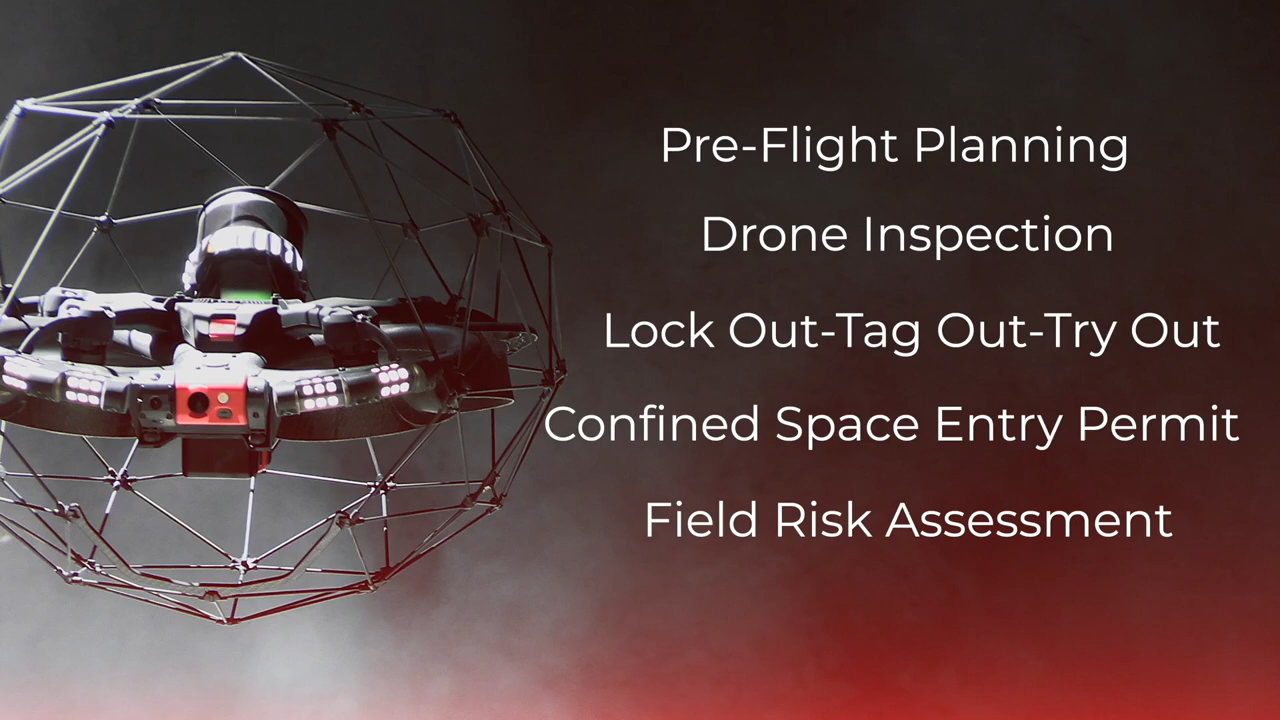 Pre-Flight Planning
Drone Inspection
Lock Out-Tag Out-Try Out
Confined Space Entry Permit
Field Risk Assessment